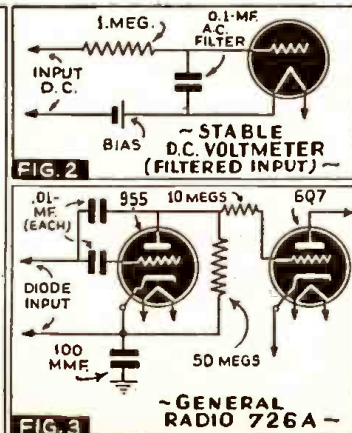 1. MEG.
0.1-MF.
A.C.
FILTER
INPUT
D.C.
BIAS
~ STABLE
D.C. VOLTMETER
(FILTERED INPUT) ~
FIG. 2
.01-
MF.
(EACH)
955
10 MEGS
6Q7
DIODE
INPUT
100
MMF.
50 MEGS
~ GENERAL
RADIO 726A ~
FIG. 3